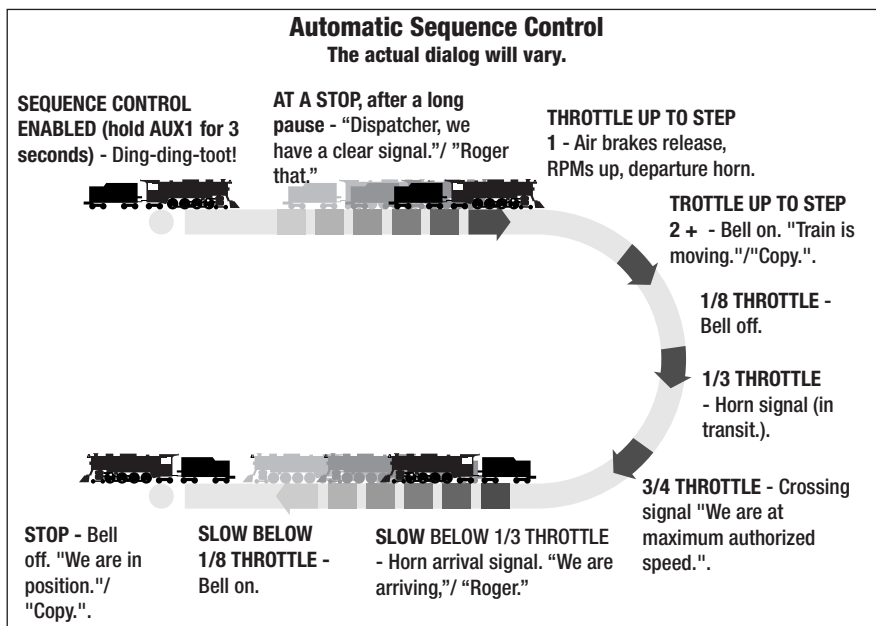 Automatic Sequence Control
The actual dialog will vary.
SEQUENCE CONTROL
ENABLED (hold AUX1 for 3
seconds) - Ding-ding-toot!
AT A STOP, after a long
pause - “Dispatcher, we
have a clear signal.”/ ”Roger
that.”
THROTTLE UP TO STEP
1 - Air brakes release,
RPMs up, departure horn.
TROTTLE UP TO STEP
2 + - Bell on. "Train is
moving."/"Copy.".
1/8 THROTTLE -
Bell off.
1/3 THROTTLE
- Horn signal (in
transit.).
3/4 THROTTLE - Crossing
signal "We are at
maximum authorized
speed.".
SLOW BELOW 1/3 THROTTLE
- Horn arrival signal. “We are
arriving,”/ “Roger.”
SLOW BELOW
1/8 THROTTLE -
Bell on.
STOP - Bell
off. "We are in
position."/
"Copy.".